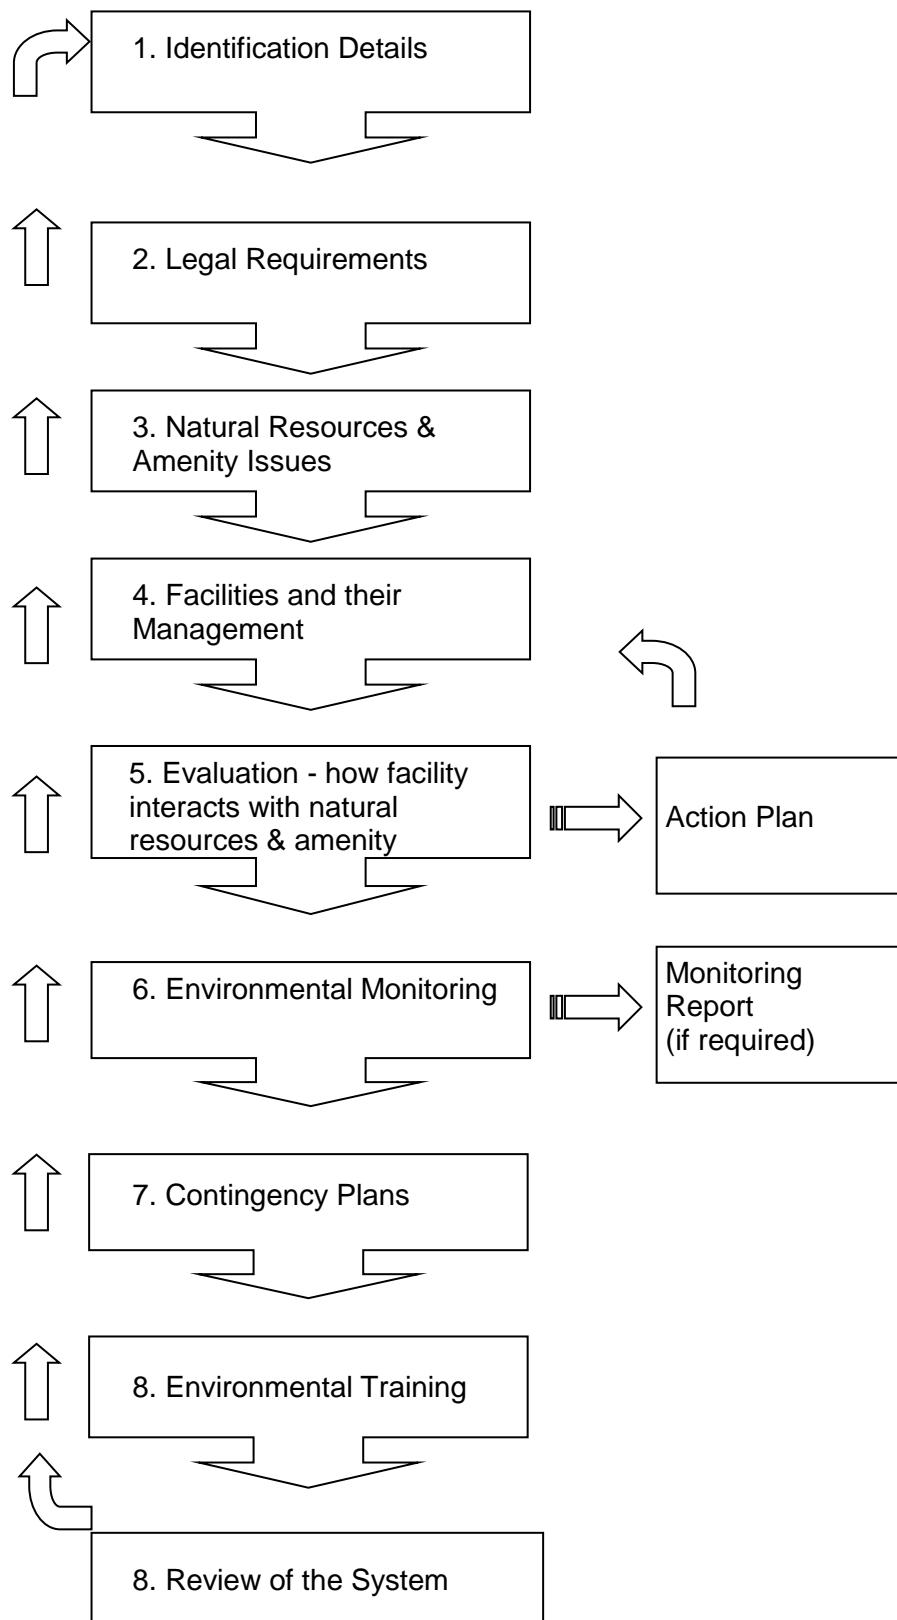 1. Identification Details
2. Legal Requirements
3. Natural Resources &
Amenity Issues
4. Facilities and their
Management
5. Evaluation - how facility
interacts with natural
resources & amenity
Action Plan
6. Environmental Monitoring
Monitoring
Report
(if required)
7. Contingency Plans
8. Environmental Training
8. Review of the System